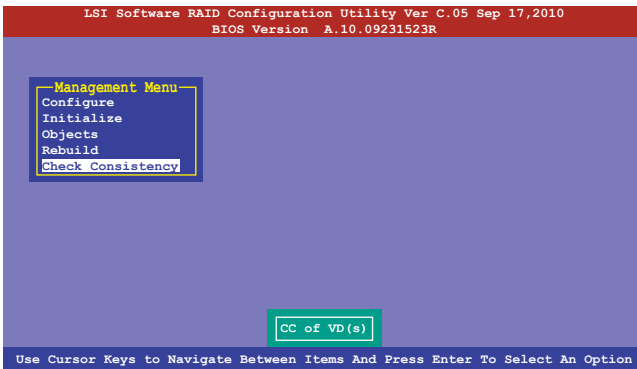 LSI Software RAID Configuration Utility Ver C.05 Sep 17,2010
BIOS Version A.10.09231523R
Management Menu
Configure
Initialize
Objects
Rebuild
Check Consistency
CC of VD(s)
Use Cursor Keys to Navigate Between Items And Press Enter To Select An Option